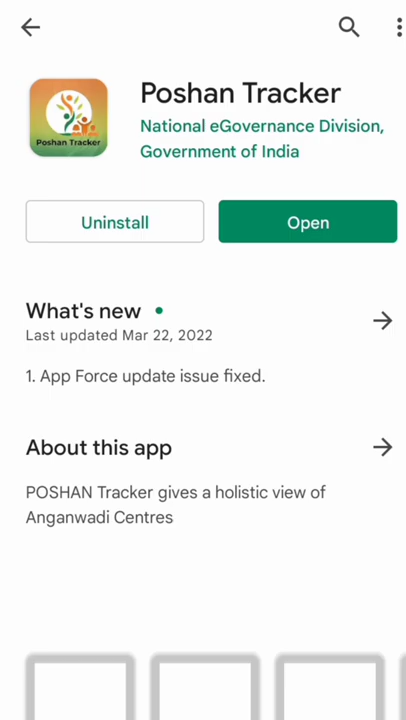 Poshan Tracker
National eGovernance Division,
Government of India
Poshan Tracker
Uninstall
Open
What's new
Last updated Mar 22, 2022
1. App Force update issue fixed.
About this app
POSHAN Tracker gives a holistic view of
Anganwadi Centres